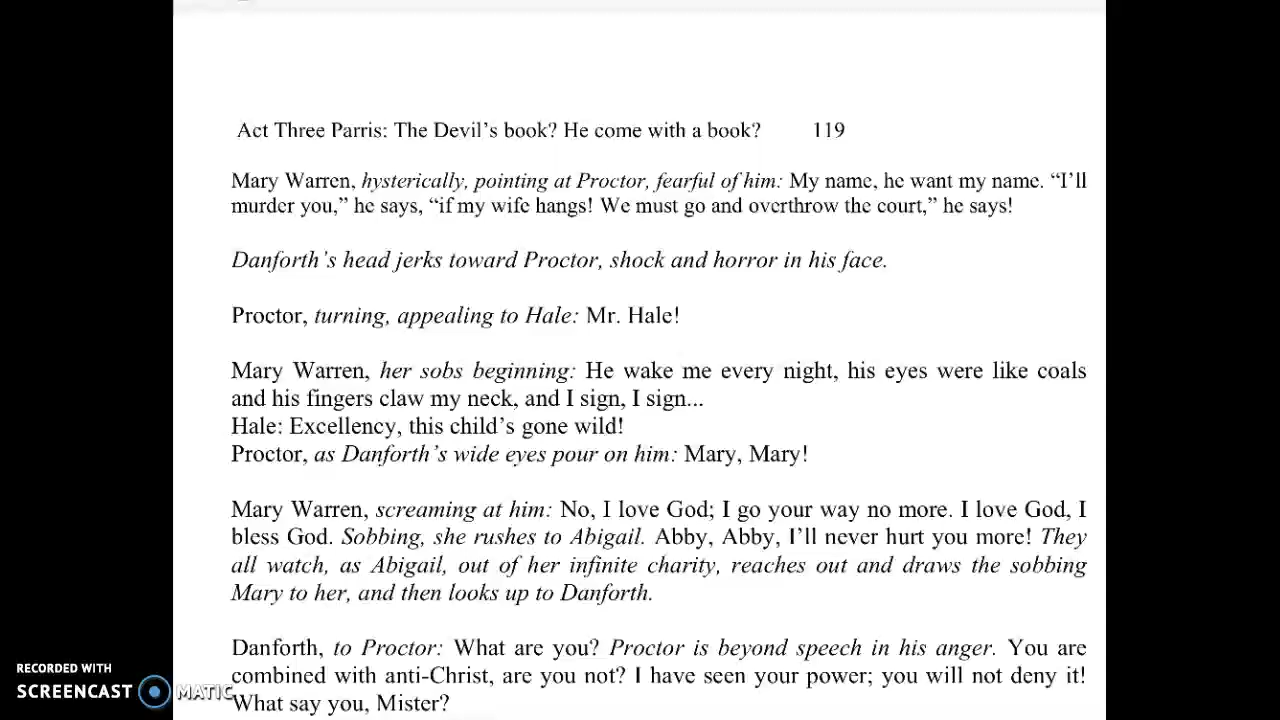 Act Three Parris: The Devil’s book? He come with a book? 119
Mary Warren, hysterically, pointing at Proctor, fearful of him: My name, he want my name. “I’ll
murder you,” he says, “if my wife hangs! We must go and overthrow the court,” he says!
Danforth’s head jerks toward Proctor, shock and horror in his face.
Proctor, turning, appealing to Hale: Mr. Hale!
Mary Warren, her sobs beginning: He wake me every night, his eyes were like coals
and his fingers claw my neck, and I sign, I sign...
Hale: Excellency, this child’s gone wild!
Proctor, as Danforth’s wide eyes pour on him: Mary, Mary!
Mary Warren, screaming at him: No, I love God; I go your way no more. I love God, I
bless God. Sobbing, she rushes to Abigail. Abby, Abby, I’ll never hurt you more! They
all watch, as Abigail, out of her infinite charity, reaches out and draws the sobbing
Mary to her, and then looks up to Danforth.
Danforth, to Proctor: What are you? Proctor is beyond speech in his anger. You are
combined with anti-Christ, are you not? I have seen your power; you will not deny it!
What say you, Mister?
RECORDED WITH
SCREENCAST MATIC